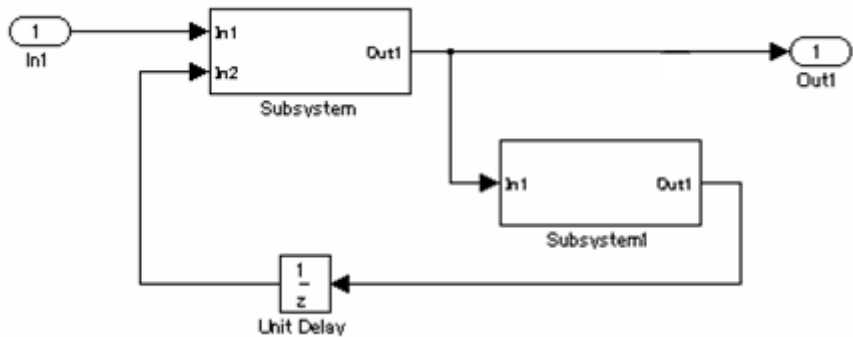 1
In1
In1
In2
Out1
Subsystem
1
Out1
In1
Out1
Subsystem1
1
z
Unit Delay